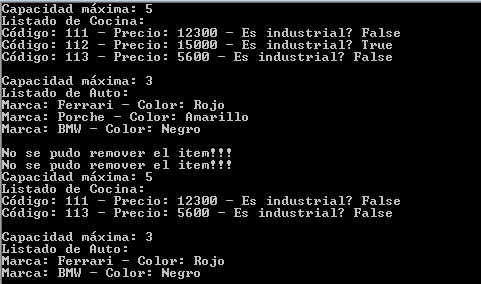 Capacidad máxima: 5
Listado de Cocina:
Código: 111 - Precio: 12300 - Es industrial? False
Código: 112 - Precio: 15000 - Es industrial? True
Código: 113 - Precio: 5600 - Es industrial? False
Capacidad máxima: 3
Listado de Auto:
Marca: Ferrari - Color: Rojo
Marca: Porche - Color: Amarillo
Marca: BMW - Color: Negro
No se pudo remover el item!!!
No se pudo remover el item!!!
Capacidad máxima: 5
Listado de Cocina:
Código: 111 - Precio: 12300 - Es industrial? False
Código: 113 - Precio: 5600 - Es industrial? False
Capacidad máxima: 3
Listado de Auto:
Marca: Ferrari - Color: Rojo
Marca: BMW - Color: Negro